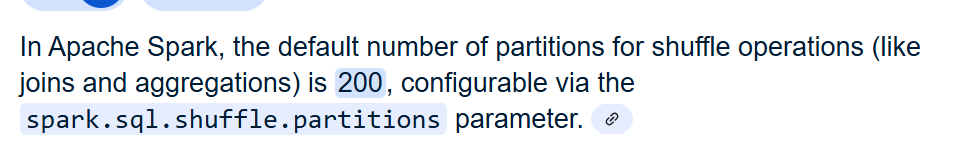 In Apache Spark, the default number of partitions for shuffle operations (like
joins and aggregations) is 200, configurable via the
spark.sql.shuffle.partitions parameter.